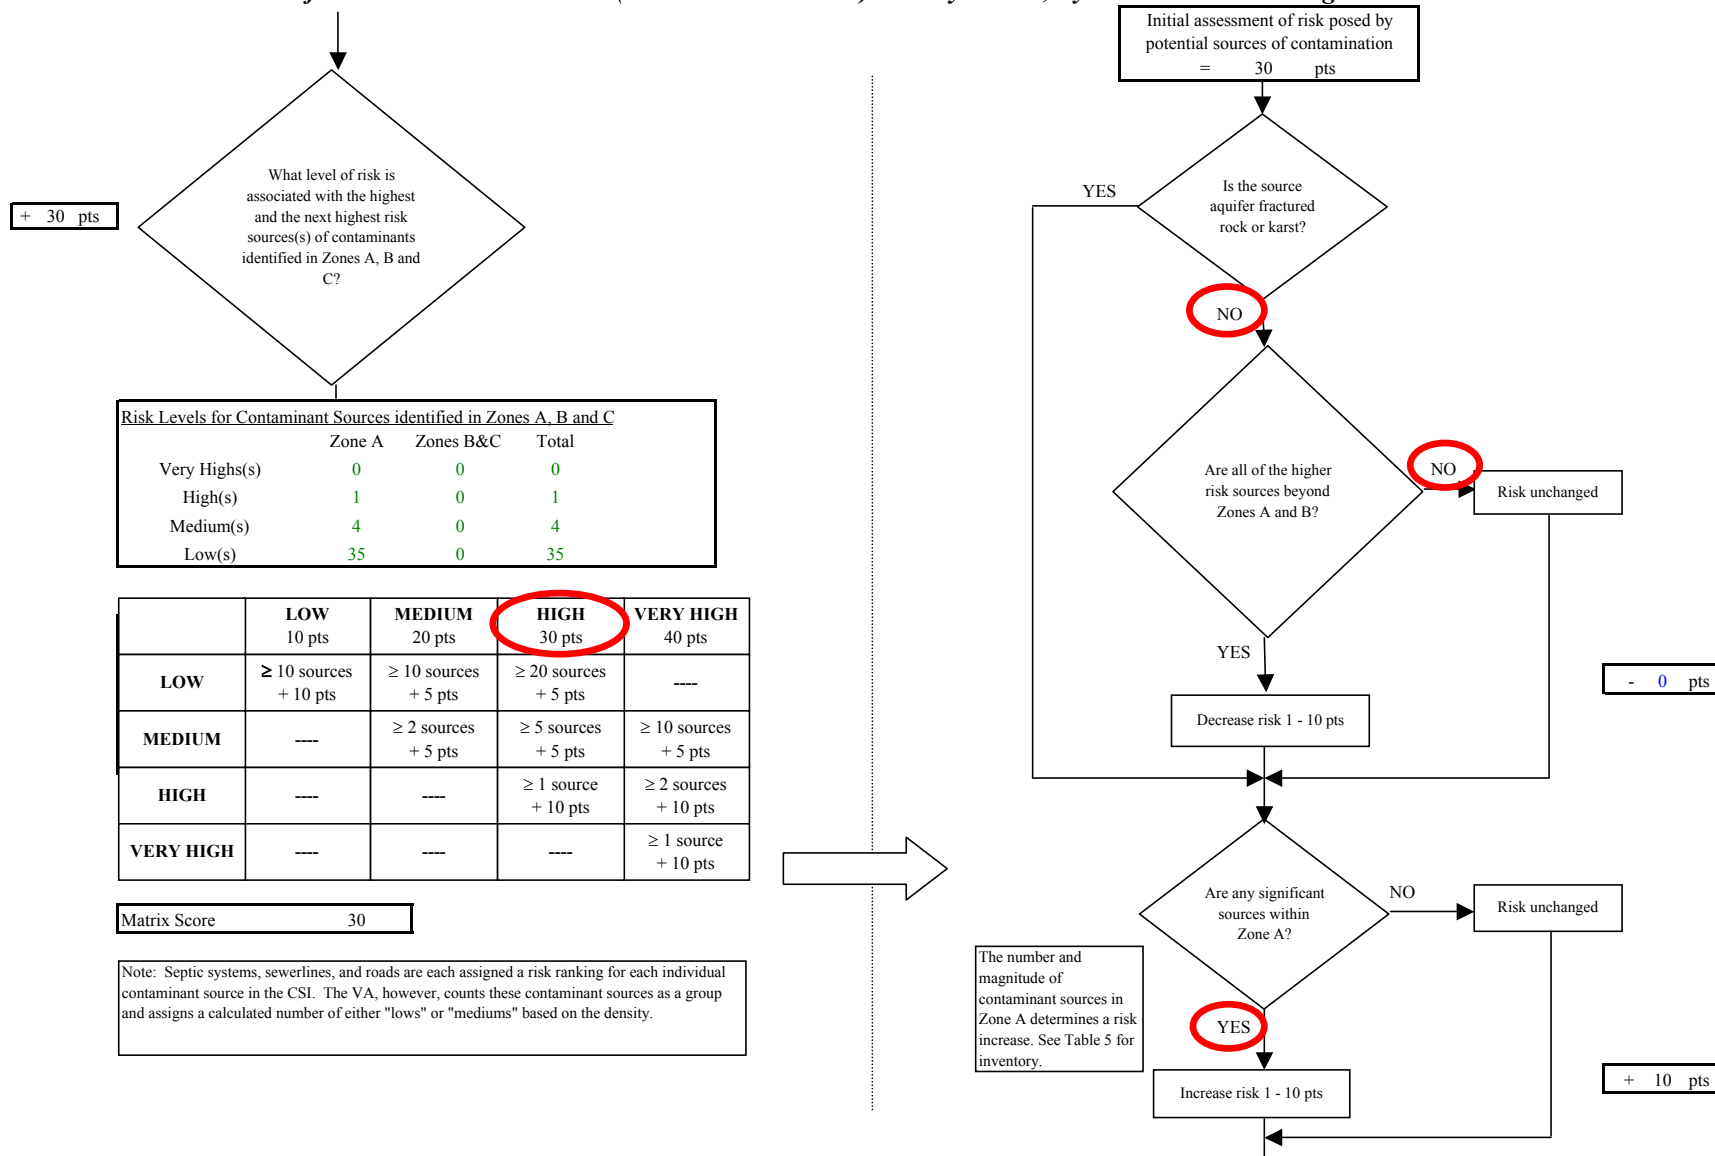 + 30 pts
What level of risk is
associated with the highest
and the next highest risk
sources(s) of contaminants
identified in Zones A, B and
C?
Risk Levels for Contaminant Sources identified in Zones A, B and C
Zone A Zones B&C Total
Very Highs(s) 0 0 0
High(s) 1 0 1
Medium(s) 4 0 4
Low(s) 35 0 35
LOW MEDIUM HIGH VERY HIGH
10 pts 20 pts 30 pts 40 pts
LOW ≥ 10 sources ≥ 10 sources ≥ 20 sources ----
+ 10 pts + 5 pts + 5 pts
MEDIUM ---- ≥ 2 sources ≥ 5 sources ≥ 10 sources
+ 5 pts + 5 pts + 5 pts
HIGH ---- ---- ≥ 1 source ≥ 2 sources
+ 10 pts + 10 pts
VERY HIGH ---- ---- ---- ≥ 1 source
+ 10 pts
Matrix Score 30
Note: Septic systems, sewerlines, and roads are each assigned a risk ranking for each individual
contaminant source in the CSI. The VA, however, counts these contaminant sources as a group
and assigns a calculated number of either "lows" or "mediums" based on the density.
Initial assessment of risk posed by
potential sources of contamination
= 30 pts
Is the source
aquifer fractured
rock or karst?
YES
NO
Are all of the higher
risk sources beyond
Zones A and B?
NO
Risk unchanged
YES
- 0 pts
Decrease risk 1 - 10 pts
Are any significant
sources within
Zone A?
NO
Risk unchanged
The number and
magnitude of
contaminant sources in
Zone A determines a risk
increase. See Table 5 for
inventory.
YES
Increase risk 1 - 10 pts
+ 10 pts